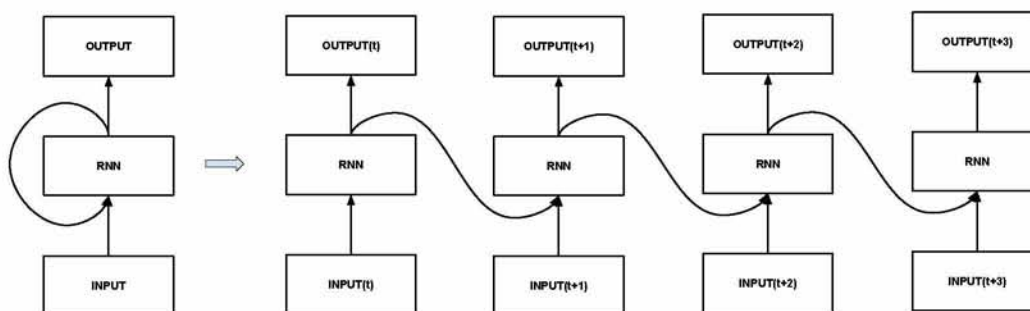 OUTPUT
OUTPUT(t)
OUTPUT(t+1)
OUTPUT(t+2)
OUTPUT(t+3)
RNN
RNN
RNN
RNN
RNN
INPUT
INPUT(t)
INPUT(t+1)
INPUT(t+2)
INPUT(t+3)